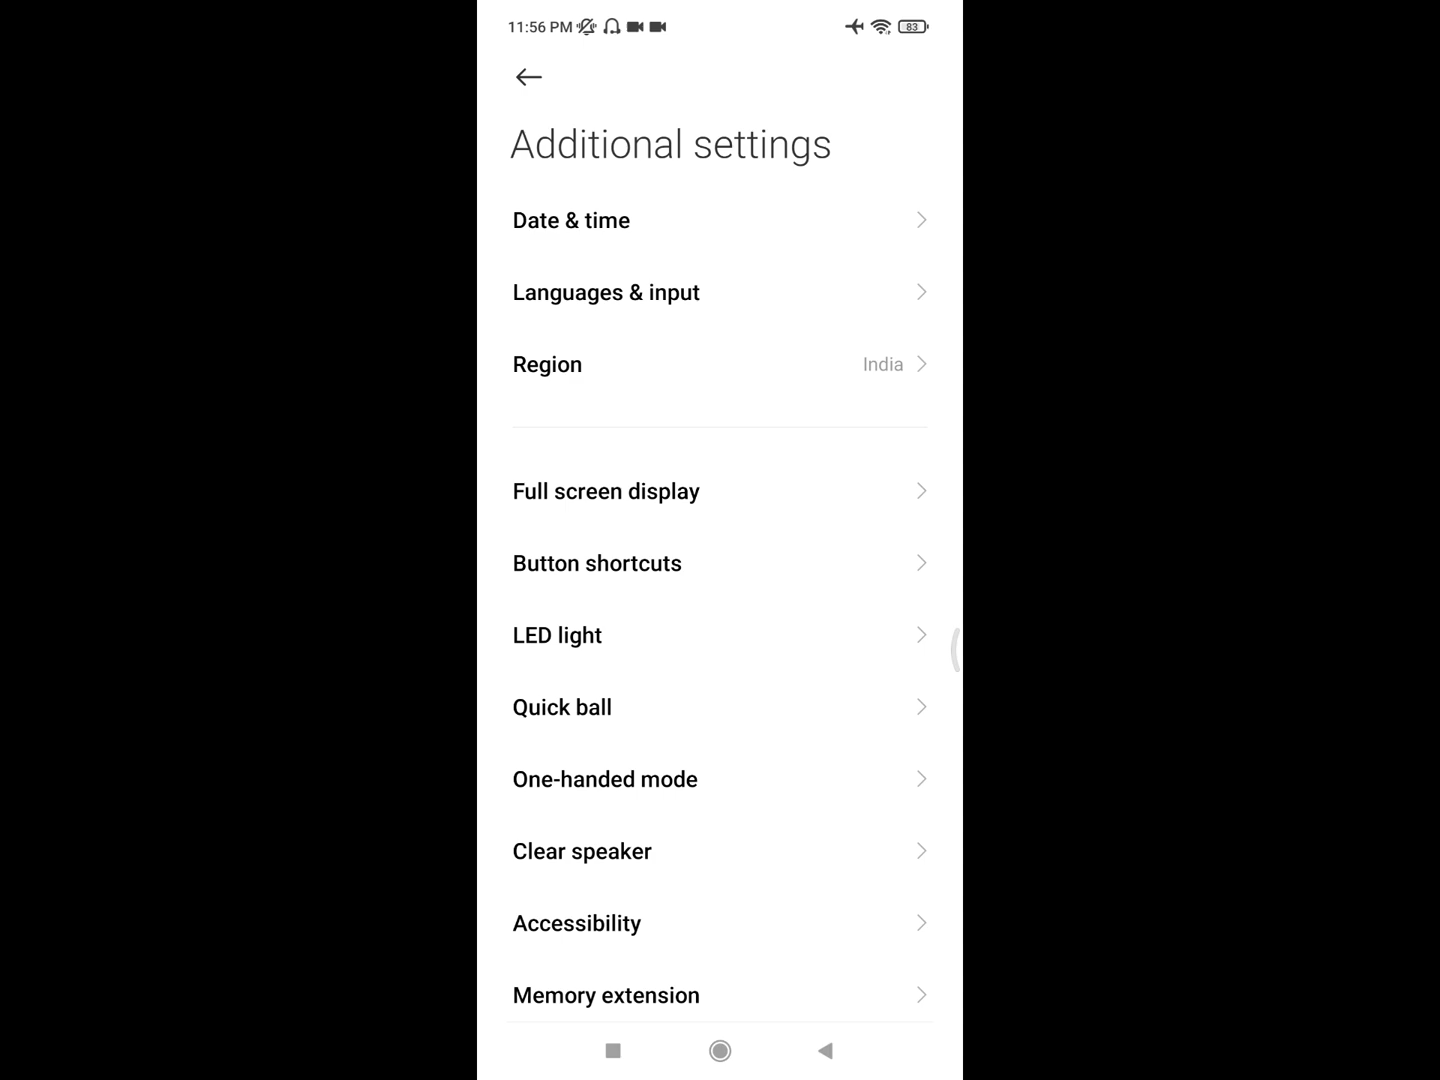 11:56 PM
83
Additional settings
Date & time
Languages & input
Region India
Full screen display
Button shortcuts
LED light
Quick ball
One-handed mode
Clear speaker
Accessibility
Memory extension